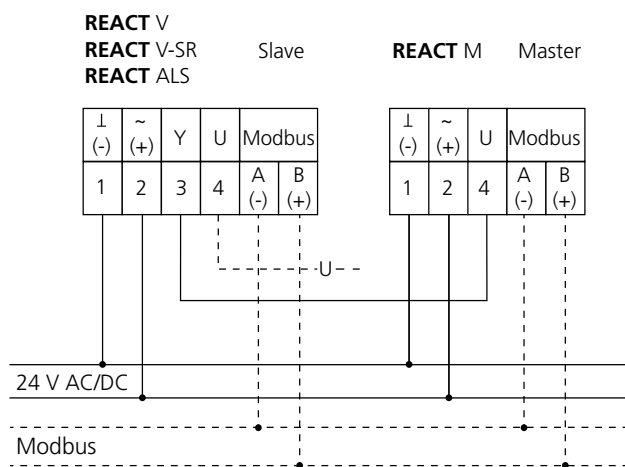 REACT V
REACT V-SR Slave REACT M Master
REACT ALS
⊥ ~ Y U Modbus ⊥ ~ U Modbus
(-) (+) (-) (+)
1 2 3 4 A B 1 2 4 A B
(-) (+) (-) (+)
U
24 V AC/DC
Modbus